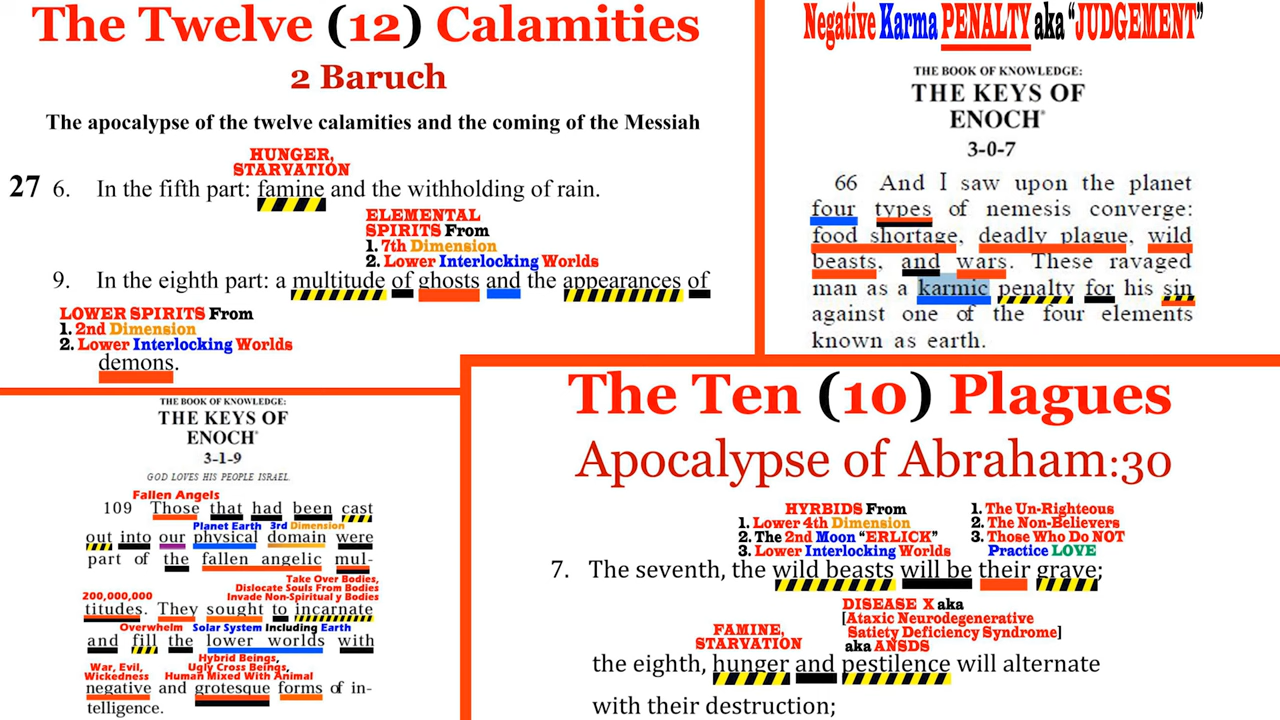 The Twelve (12) Calamities
2 Baruch
The apocalypse of the twelve calamities and the coming of the Messiah
HUNGER,
STARVATION
27 6. In the fifth part: famine and the withholding of rain.
ELEMENTAL
SPIRITS From
1. 7th Dimension
2. Lower Interlocking Worlds
9. In the eighth part: a multitude of ghosts and the appearances of
LOWER SPIRITS From
1. 2nd Dimension
2. Lower Interlocking Worlds
demons.
Negative Karma PENALTY aka "JUDGEMENT"
THE BOOK OF KNOWLEDGE:
THE KEYS OF
ENOCH®
3-0-7
66 And I saw upon the planet
four types of nemesis converge:
food shortage, deadly plague, wild
beasts, and wars. These ravaged
man as a karmic penalty for his sin
against one of the four elements
known as earth.
THE BOOK OF KNOWLEDGE:
THE KEYS OF
ENOCH®
3-1-9
GOD LOVES HIS PEOPLE ISRAEL.
Fallen Angels
109 Those that had been cast
Planet Earth 3rd Dimension
out into our physical domain were
part of the fallen angelic mul-
Take Over Bodies,
Dislocate Souls From Bodies
200,000,000 Invade Non-Spiritual y Bodies
titudes. They sought to incarnate
Overwhelm Solar System Including Earth
and fill the lower worlds with
Hybrid Beings,
War, Evil, Ugly Cross Beings,
Wickedness Human Mixed With Animal
negative and grotesque forms of in-
telligence.
The Ten (10) Plagues
Apocalypse of Abraham:30
HYRBIDS From
1. Lower 4th Dimension
2. The 2nd Moon "ERLICK"
3. Lower Interlocking Worlds
1. The Un-Righteous
2. The Non-Believers
3. Those Who Do NOT
Practice LOVE
7. The seventh, the wild beasts will be their grave;
DISEASE X aka
[Ataxic Neurodegenerative
Satiety Deficiency Syndrome]
aka ANSDS
FAMINE,
STARVATION
the eighth, hunger and pestilence will alternate
with their destruction;